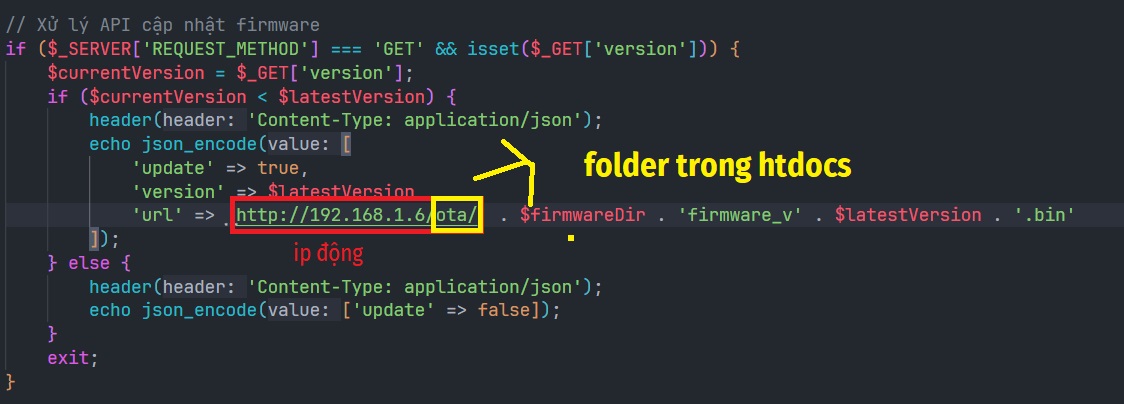 // Xử lý API cập nhật firmware
if ($_SERVER['REQUEST_METHOD'] === 'GET' && isset($_GET['version'])) {
$currentVersion = $_GET['version'];
if ($currentVersion < $latestVersion) {
header(header: 'Content-Type: application/json');
echo json_encode(value: [
'update' => true,
folder trong htdocs
'version' => $latestVersion
'url' => http://192.168.1.6/ota/ . $firmwareDir . 'firmware_v' . $latestVersion . '.bin'
]);
ip động
} else {
header(header: 'Content-Type: application/json');
echo json_encode(value: ['update' => false]);
}
exit;
}